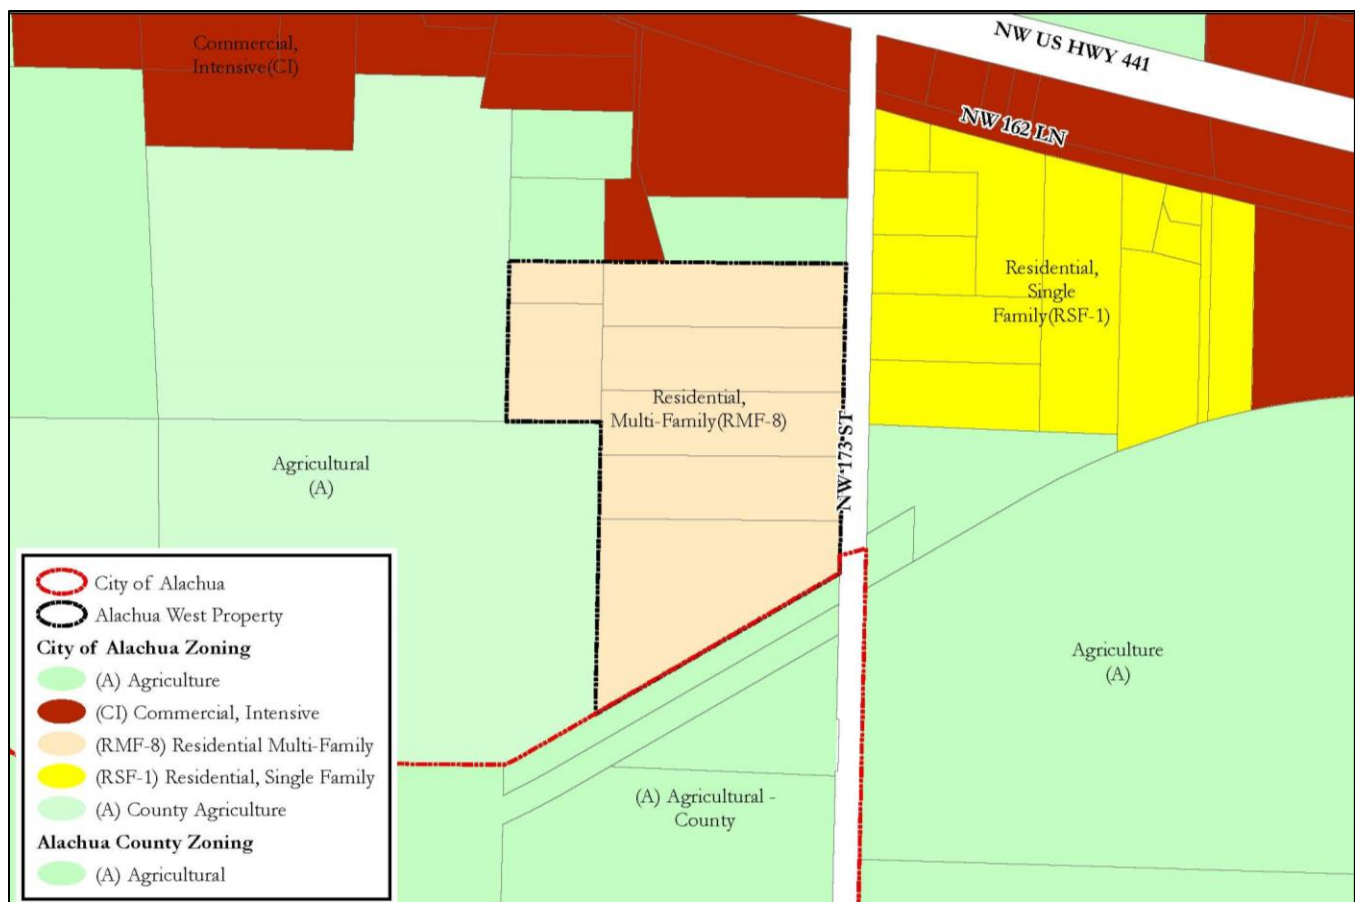 NW US HWY 441
Commercial,
Intensive(CI)
NW 162 LN
Residential,
Single
Family(RSF-1)
Residential,
Multi-Family(RMF-8)
NW 173 ST
Agricultural
(A)
Agriculture
(A)
(A) Agricultural -
County
City of Alachua
Alachua West Property
City of Alachua Zoning
(A) Agriculture
(CI) Commercial, Intensive
(RMF-8) Residential Multi-Family
(RSF-1) Residential, Single Family
(A) County Agriculture
Alachua County Zoning
(A) Agricultural